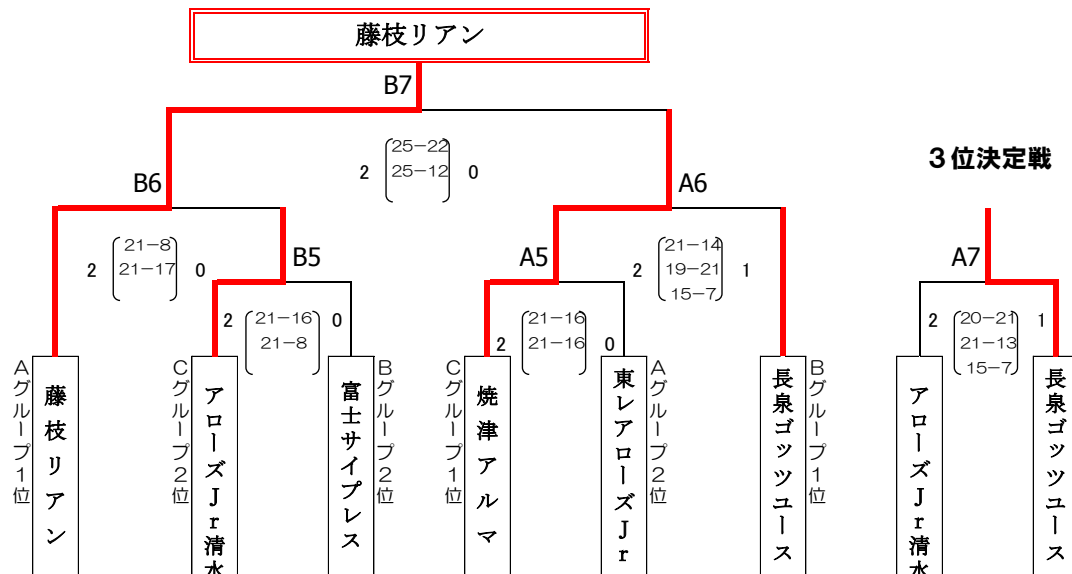 藤枝リアン
B7
25-22
2 25-12 0
3位決定戦
B6
A6
21-8
2 21-17 0
B5
A5
21-14
2 19-21 1
15-7
A7
2 21-16 0
21-8
21-16
2 21-16 0
2 20-21 1
21-13
15-7
Aグループ1位
藤枝リアン
Cグループ2位
アローズJr清水
富士サイプレス
Bグループ2位
Cグループ1位
焼津アルマ
東レアローズJr
Aグループ2位
長泉ゴッツユース
Bグループ1位
アローズJr清水
長泉ゴッツユース